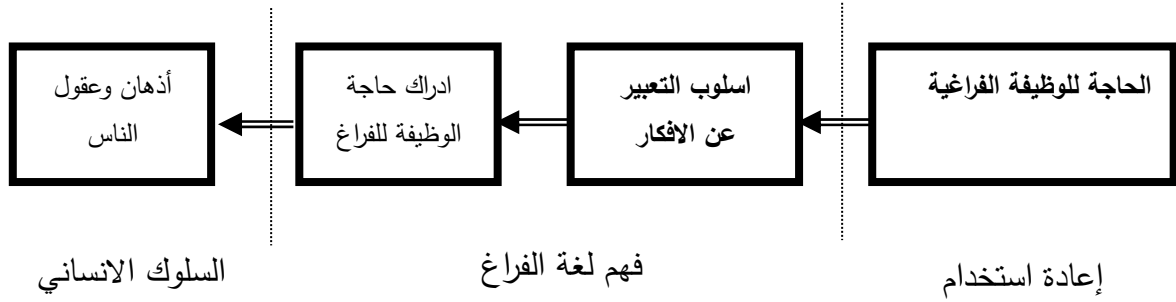 الحاجة للوظيفة الفراغية
اسلوب التعبير
عن الافكار
ادراك حاجة
الوظيفة للفراغ
أذهان وعقول
الناس
إعادة استخدام
فهم لغة الفراغ
السلوك الانساني